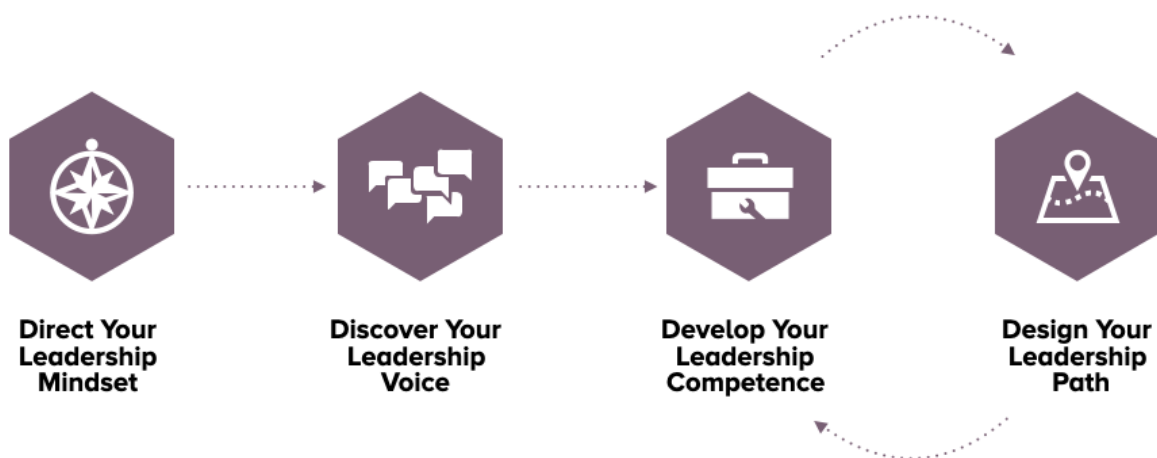 Direct Your
Leadership
Mindset
Discover Your
Leadership
Voice
Develop Your
Leadership
Competence
Design Your
Leadership
Path